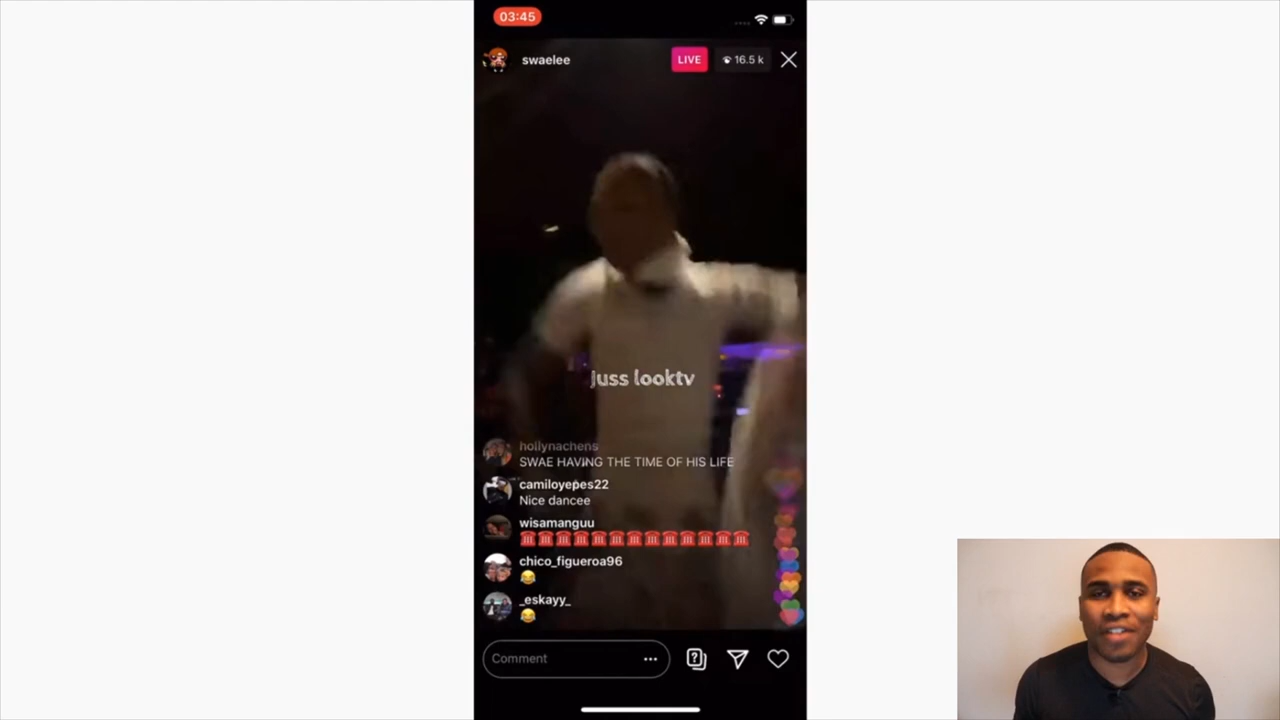 03:45
swaelee
LIVE
16.5 k
juss looktv
hollynachens
SWAE HAVING THE TIME OF HIS LIFE
camiloyepes22
Nice dancee
wisamanguu
chico_figueroa96
_eskayy_
Comment